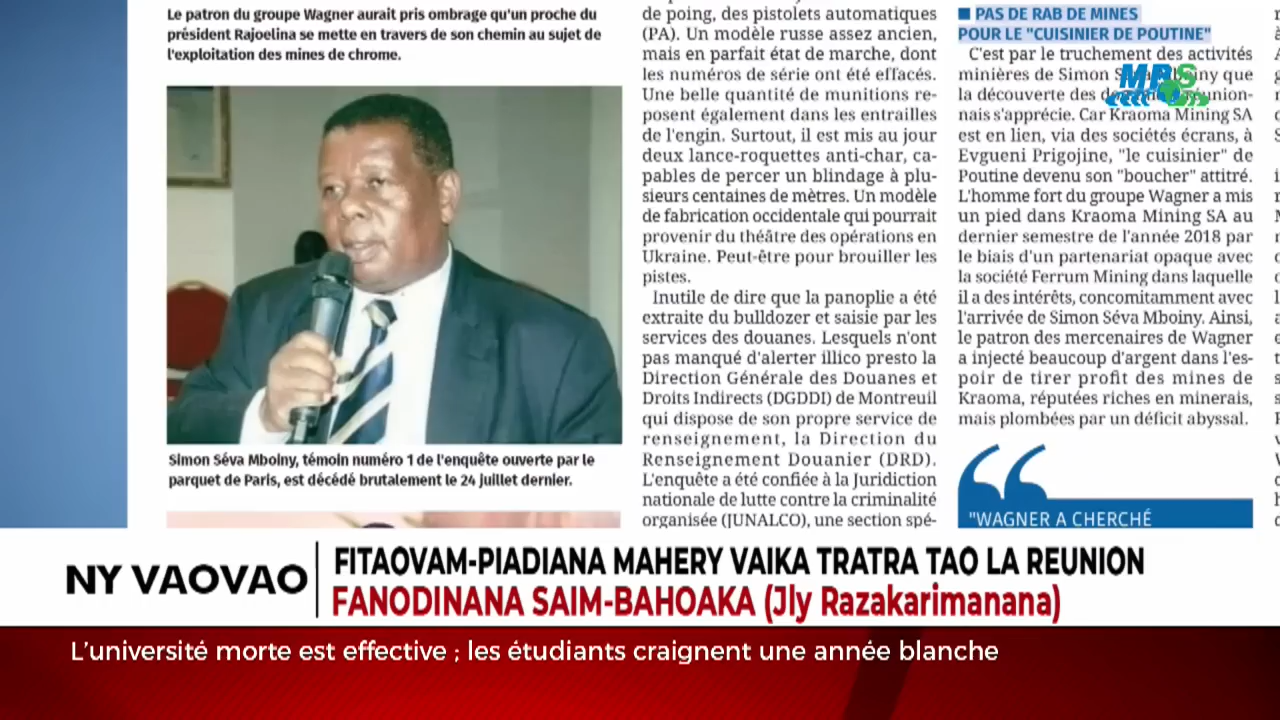 Le patron du groupe Wagner aurait pris ombrage qu'un proche du
président Rajoelina se mette en travers de son chemin au sujet de
l'exploitation des mines de chrome.
Simon Séva Mboiny, témoin numéro 1 de l'enquête ouverte par le
parquet de Paris, est décédé brutalement le 24 juillet dernier.
de poing, des pistolets automatiques
(PA). Un modèle russe assez ancien,
mais en parfait état de marche, dont
les numéros de série ont été effacés.
Une belle quantité de munitions re-
posent également dans les entrailles
de l'engin. Surtout, il est mis au jour
deux lance-roquettes anti-char, ca-
pables de percer un blindage à plu-
sieurs centaines de mètres. Un modèle
de fabrication occidentale qui pourrait
provenir du théâtre des opérations en
Ukraine. Peut-être pour brouiller les
pistes.
Inutile de dire que la panoplie a été
extraite du bulldozer et saisie par les
services des douanes. Lesquels n'ont
pas manqué d'alerter illico presto la
Direction Générale des Douanes et
Droits Indirects (DGDDI) de Montreuil
qui dispose de son propre service de
renseignement, la Direction du
Renseignement Douanier (DRD).
L'enquête a été confiée à la Juridiction
nationale de lutte contre la criminalité
organisée (JUNALCO), une section spé-
PAS DE RAB DE MINES
POUR LE "CUISINIER DE POUTINE"
C'est par le truchement des activités
minières de Simon Mboiny que
la découverte des réunion-
nais s'apprécie. Car Kraoma Mining SA
est en lien, via des sociétés écrans, à
Evgueni Prigojine, "le cuisinier" de
Poutine devenu son "boucher" attitré.
L'homme fort du groupe Wagner a mis
un pied dans Kraoma Mining SA au
dernier semestre de l'année 2018 par
le biais d'un partenariat opaque avec
la société Ferrum Mining dans laquelle
il a des intérêts, concomitamment avec
l'arrivée de Simon Séva Mboiny. Ainsi,
le patron des mercenaires de Wagner
a injecté beaucoup d'argent dans l'es-
poir de tirer profit des mines de
Kraoma, réputées riches en minerais,
mais plombées par un déficit abyssal.
"WAGNER A CHERCHÉ
NY VAOVAO
FITAOVAM-PIADIANA MAHERY VAIKA TRATRA TAO LA REUNION
FANODINANA SAIM-BAHOAKA (Jly Razakarimanana)
L'université morte est effective ; les étudiants craignent une année blanche